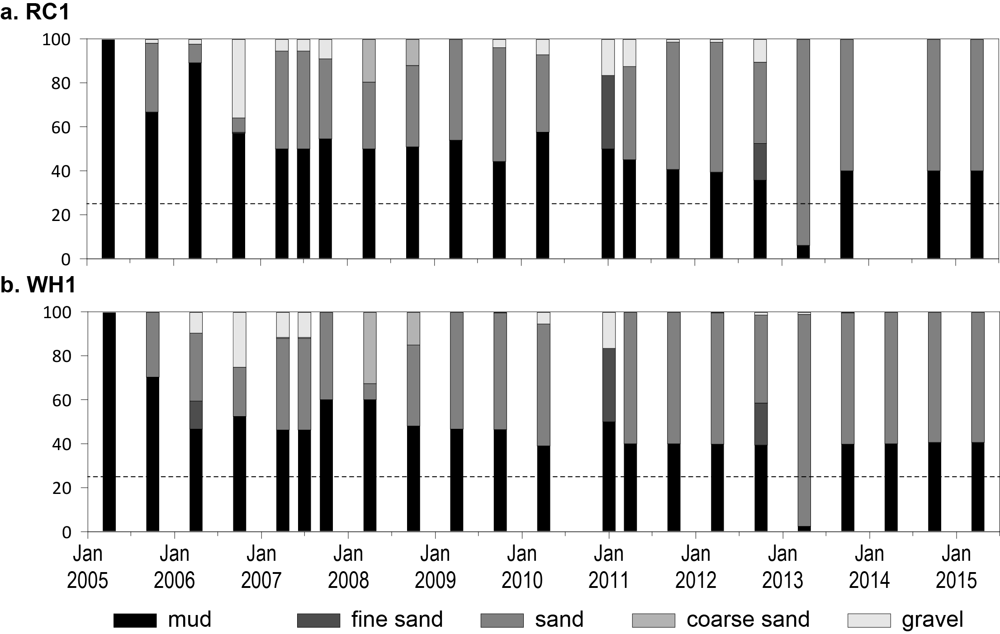 a. RC1
100
80
60
40
20
0
b. WH1
100
80
60
40
20
0
Jan Jan Jan Jan Jan Jan Jan Jan Jan Jan Jan
2005 2006 2007 2008 2009 2010 2011 2012 2013 2014 2015
mud fine sand sand coarse sand gravel